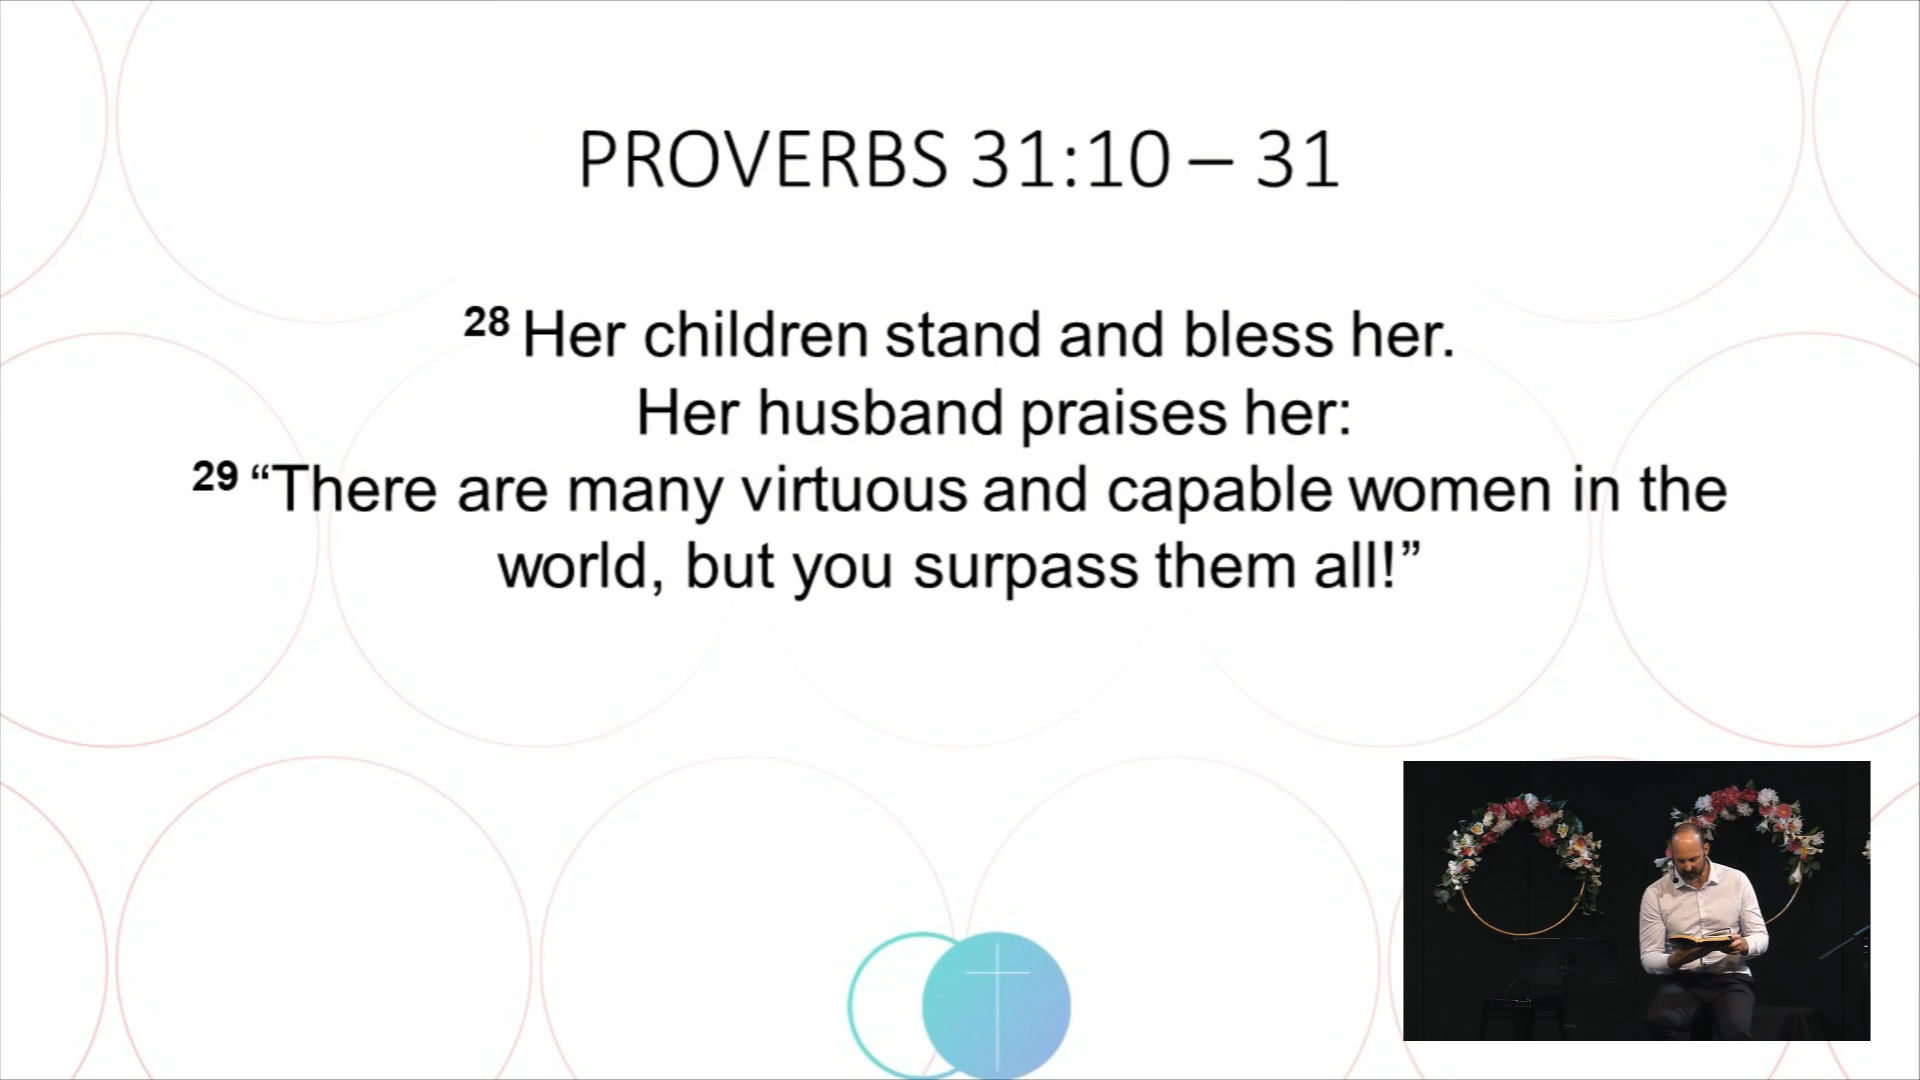 PROVERBS 31:10 – 31
28 Her children stand and bless her.
Her husband praises her:
29 “There are many virtuous and capable women in the
world, but you surpass them all!”